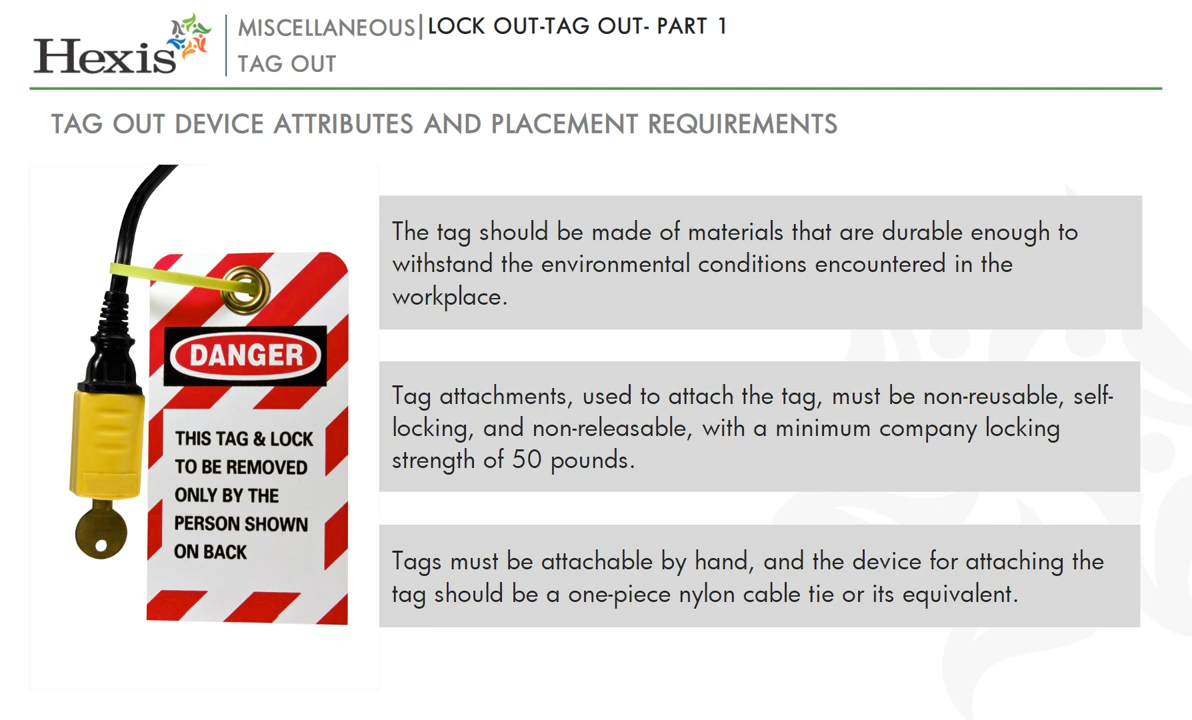 Hexis
MISCELLANEOUS|LOCK OUT-TAG OUT- PART 1
TAG OUT
TAG OUT DEVICE ATTRIBUTES AND PLACEMENT REQUIREMENTS
DANGER
THIS TAG & LOCK
TO BE REMOVED
ONLY BY THE
PERSON SHOWN
ON BACK
The tag should be made of materials that are durable enough to
withstand the environmental conditions encountered in the
workplace.
Tag attachments, used to attach the tag, must be non-reusable, self-
locking, and non-releasable, with a minimum company locking
strength of 50 pounds.
Tags must be attachable by hand, and the device for attaching the
tag should be a one-piece nylon cable tie or its equivalent.